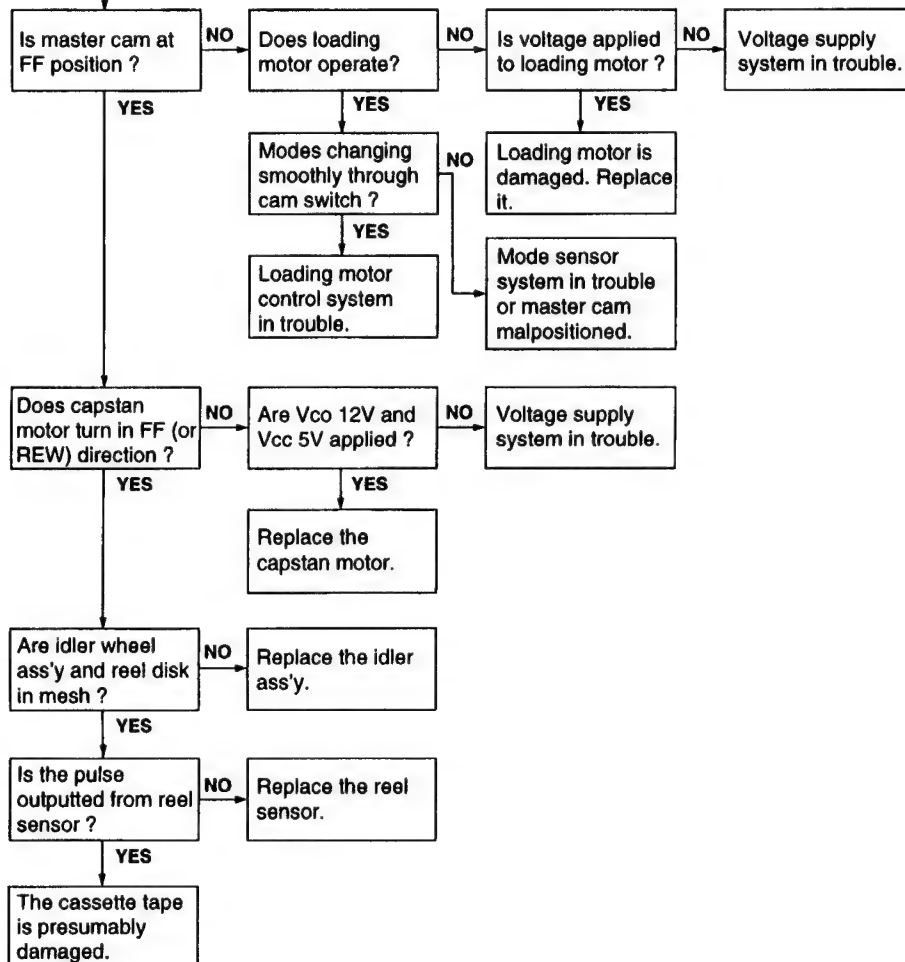 Is master cam at
FF position ?
NO
Does loading
motor operate?
NO
Is voltage applied
to loading motor ?
NO
Voltage supply
system in trouble.
YES
YES
YES
Modes changing
smoothly through
cam switch ?
NO
Loading motor is
damaged. Replace
it.
YES
Loading motor
control system
in trouble.
Mode sensor
system in trouble
or master cam
malpositioned.
Does capstan
motor turn in FF (or
REW) direction ?
NO
Are Vco 12V and
Vcc 5V applied ?
NO
Voltage supply
system in trouble.
YES
YES
Replace the
capstan motor.
Are idler wheel
ass'y and reel disk
in mesh ?
NO
Replace the idler
ass'y.
YES
Is the pulse
outputted from reel
sensor ?
NO
Replace the reel
sensor.
YES
The cassette tape
is presumably
damaged.